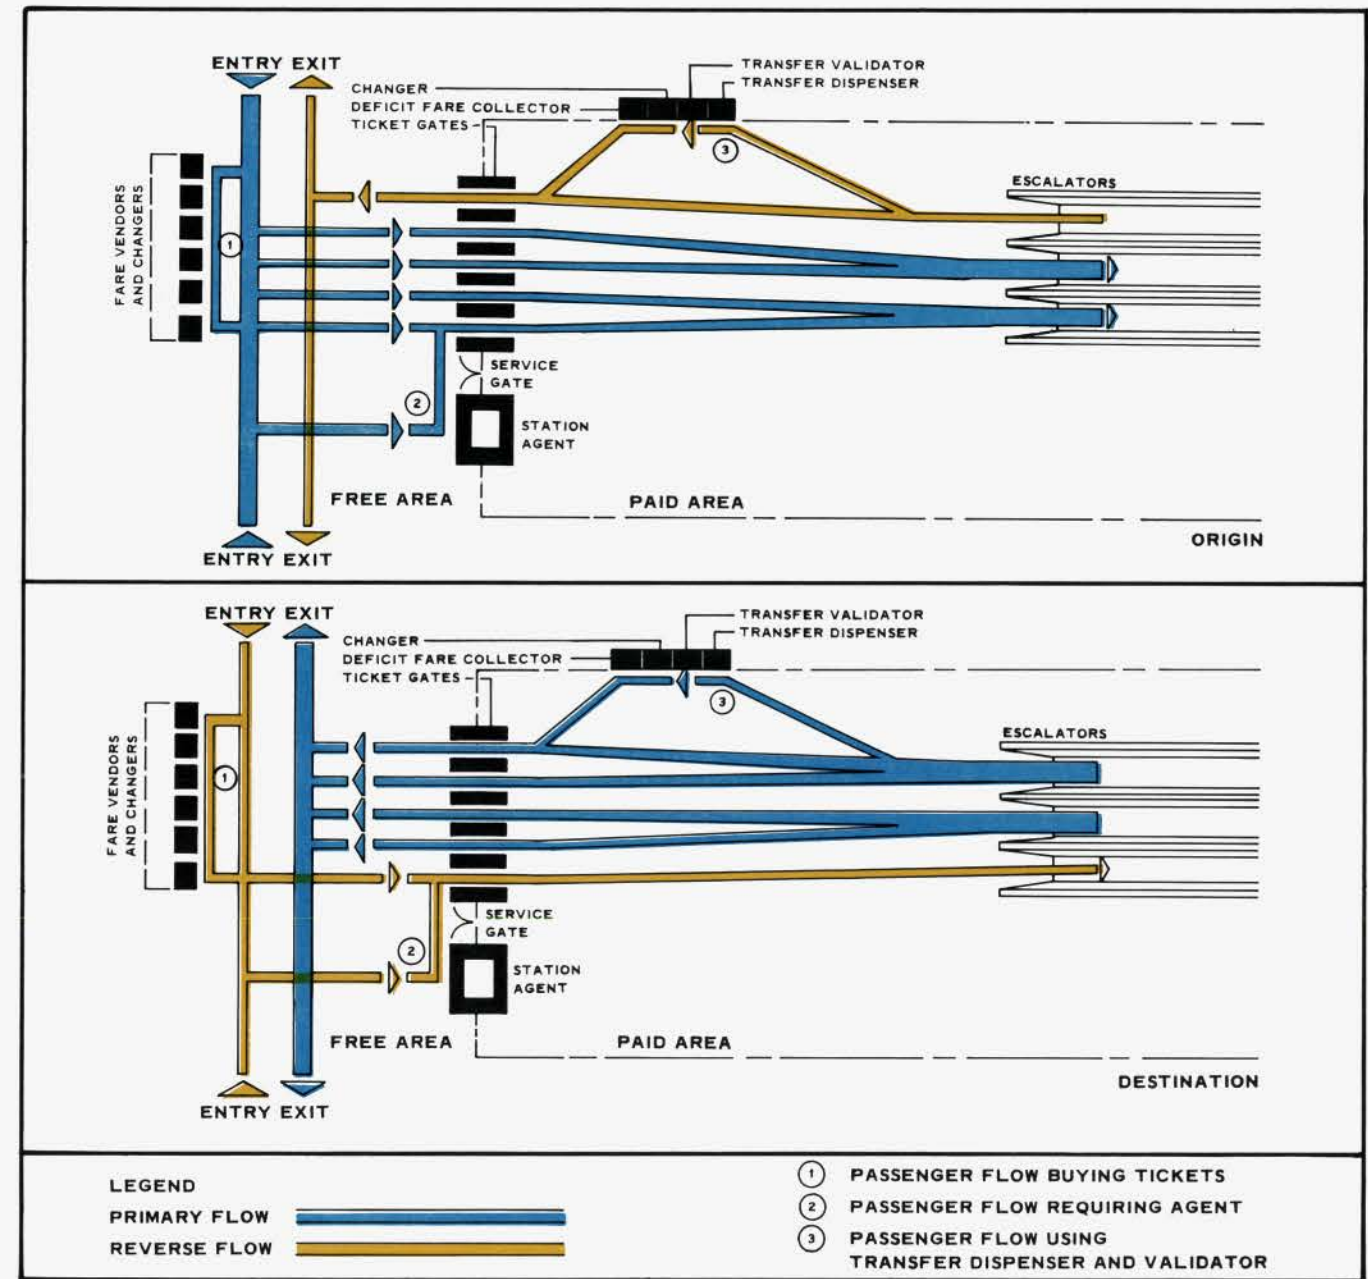 ENTRY EXIT
TRANSFER VALIDATOR
TRANSFER DISPENSER
CHANGER
DEFICIT FARE COLLECTOR
TICKET GATES
3
ESCALATORS
FARE VENDORS
AND CHANGERS
1
SERVICE
GATE
2
STATION
AGENT
FREE AREA
PAID AREA
ORIGIN
ENTRY EXIT
ENTRY EXIT
TRANSFER VALIDATOR
TRANSFER DISPENSER
CHANGER
DEFICIT FARE COLLECTOR
TICKET GATES
3
ESCALATORS
FARE VENDORS
AND CHANGERS
1
SERVICE
GATE
2
STATION
AGENT
FREE AREA
PAID AREA
DESTINATION
ENTRY EXIT
LEGEND
PRIMARY FLOW
REVERSE FLOW
1 PASSENGER FLOW BUYING TICKETS
2 PASSENGER FLOW REQUIRING AGENT
3 PASSENGER FLOW USING
TRANSFER DISPENSER AND VALIDATOR